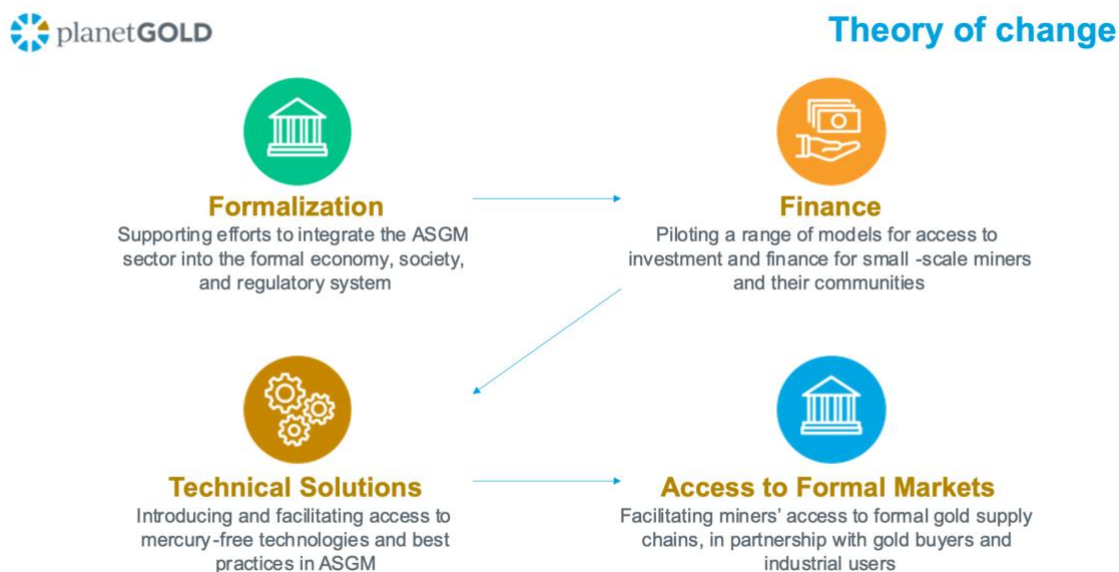 planetGOLD
Theory of change
Formalization
Supporting efforts to integrate the ASGM
sector into the formal economy, society,
and regulatory system
Finance
Piloting a range of models for access to
investment and finance for small -scale miners
and their communities
Technical Solutions
Introducing and facilitating access to
mercury-free technologies and best
practices in ASGM
Access to Formal Markets
Facilitating miners’ access to formal gold supply
chains, in partnership with gold buyers and
industrial users